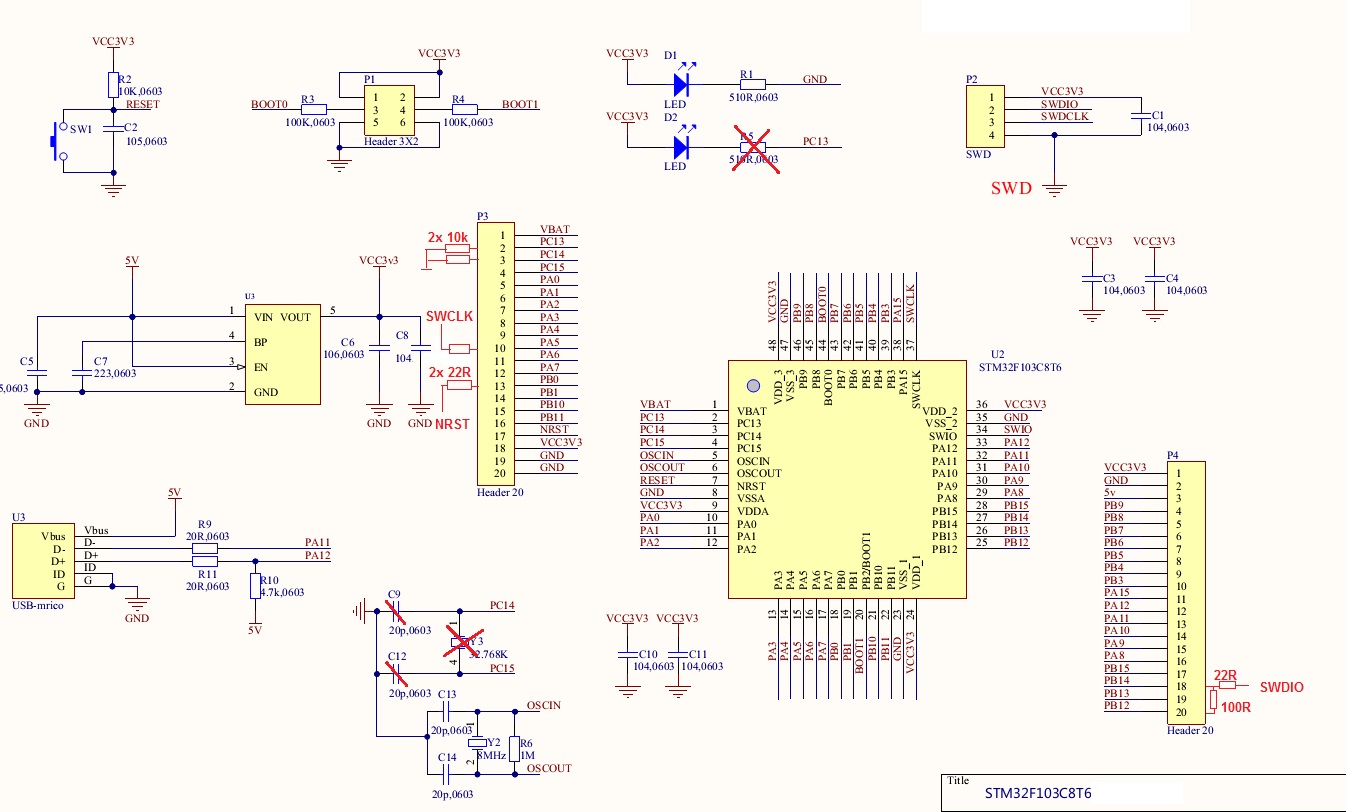 VCC3V3
R2
10K,0603
RESET
SW1
C2
105,0603
VCC3V3
P1
BOOT0
R3
100K,0603
1
2
3
4
5
6
R4
100K,0603
BOOT1
Header 3X2
VCC3V3
D1
LED
R1
510R,0603
GND
VCC3V3
D2
LED
R5
510R,0603
PC13
P2
1
2
3
4
SWD
VCC3V3
SWDIO
SWDCLK
C1
104,0603
SWD
5V
U3
VCC3v3
1
VIN
VOUT
5
4
BP
3
EN
2
GND
C5
5,0603
C7
223,0603
C6
106,0603
C8
104
GND
GND
GND
P3
2x 10k
SWCLK
2x 22R
NRST
1 VBAT
2 PC13
3 PC14
4 PC15
5 PA0
6 PA1
7 PA2
8 PA3
9 PA4
10 PA5
11 PA6
12 PA7
13 PB0
14 PB1
15 PB10
16 PB11
17 NRST
18 VCC3V3
19 GND
20 GND
Header 20
VCC3V3
C3
104,0603
VCC3V3
C4
104,0603
U2
STM32F103C8T6
VCC3V3 48 VDD_3
GND 47 VSS_3
PB9 46 PB9
PB8 45 PB8
BOOT0 44 BOOT0
PB7 43 PB7
PB6 42 PB6
PB5 41 PB5
PB4 40 PB4
PB3 39 PB3
PA15 38 PA15
SWCLK 37 SWCLK
VBAT 1 VBAT
PC13 2 PC13
PC14 3 PC14
PC15 4 PC15
OSCIN 5 OSCIN
OSCOUT 6 OSCOUT
RESET 7 NRST
GND 8 VSSA
VCC3V3 9 VDDA
PA0 10 PA0
PA1 11 PA1
PA2 12 PA2
VDD_2 36 VCC3V3
VSS_2 35 GND
SWIO 34 SWIO
PA12 33 PA12
PA11 32 PA11
PA10 31 PA10
PA9 30 PA9
PA8 29 PA8
PB15 28 PB15
PB14 27 PB14
PB13 26 PB13
PB12 25 PB12
PA3 13 PA3
PA4 14 PA4
PA5 15 PA5
PA6 16 PA6
PA7 17 PA7
PB0 18 PB0
PB1 19 PB1
PB2/BOOT1 20 BOOT1
PB10 21 PB10
PB11 22 PB11
VSS_1 23 GND
VDD_1 24 VCC3V3
P4
VCC3V3 1
GND 2
5v 3
PB9 4
PB8 5
PB7 6
PB6 7
PB5 8
PB4 9
PB3 10
PA15 11
PA12 12
PA11 13
PA10 14
PA9 15
PA8 16
PB15 17
PB14 18
PB13 19
PB12 20
Header 20
22R
SWDIO
100R
U3
Vbus
D-
D+
ID
G
USB-mrico
Vbus
D-
D+
ID
G
5V
R9
20R,0603
PA11
PA12
R11
20R,0603
R10
4.7k,0603
GND
5V
C9
20p,0603
PC14
1
Y3
32.768K
4
C12
20p,0603
PC15
C13
20p,0603
OSCIN
1
Y2
8MHz
2
R6
1M
C14
20p,0603
OSCOUT
VCC3V3
C10
104,0603
VCC3V3
C11
104,0603
Title
STM32F103C8T6